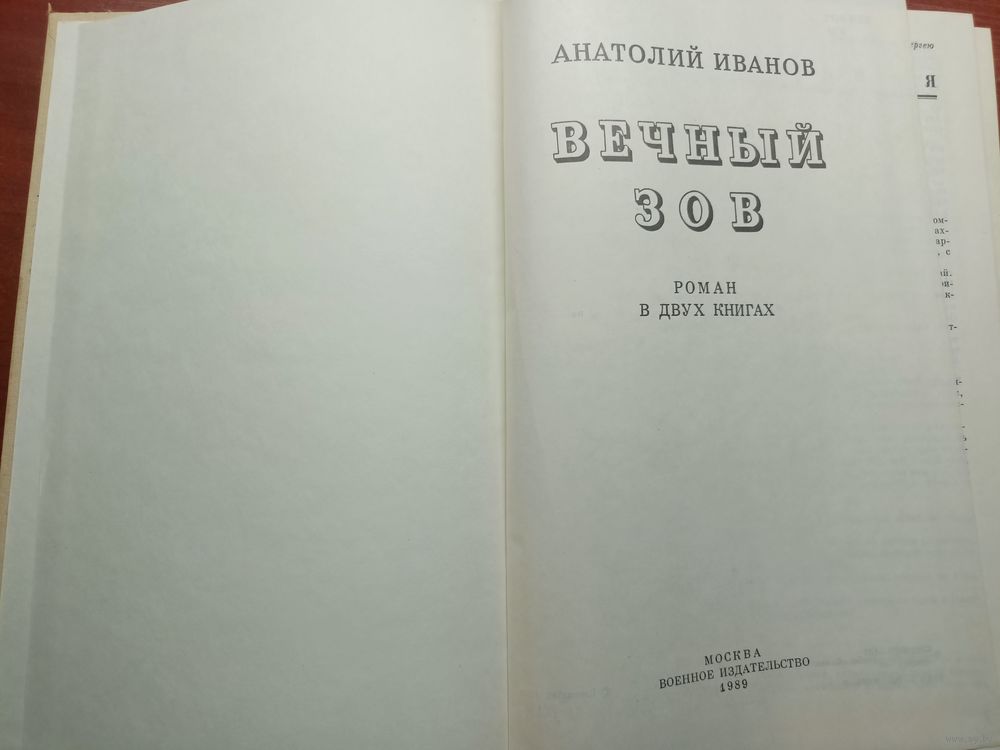 АНАТОЛИЙ ИВАНОВ
ВЕЧНЫЙ
ЗОВ
РОМАН
В ДВУХ КНИГАХ
МОСКВА
ВОЕННОЕ ИЗДАТЕЛЬСТВО
1989
Я